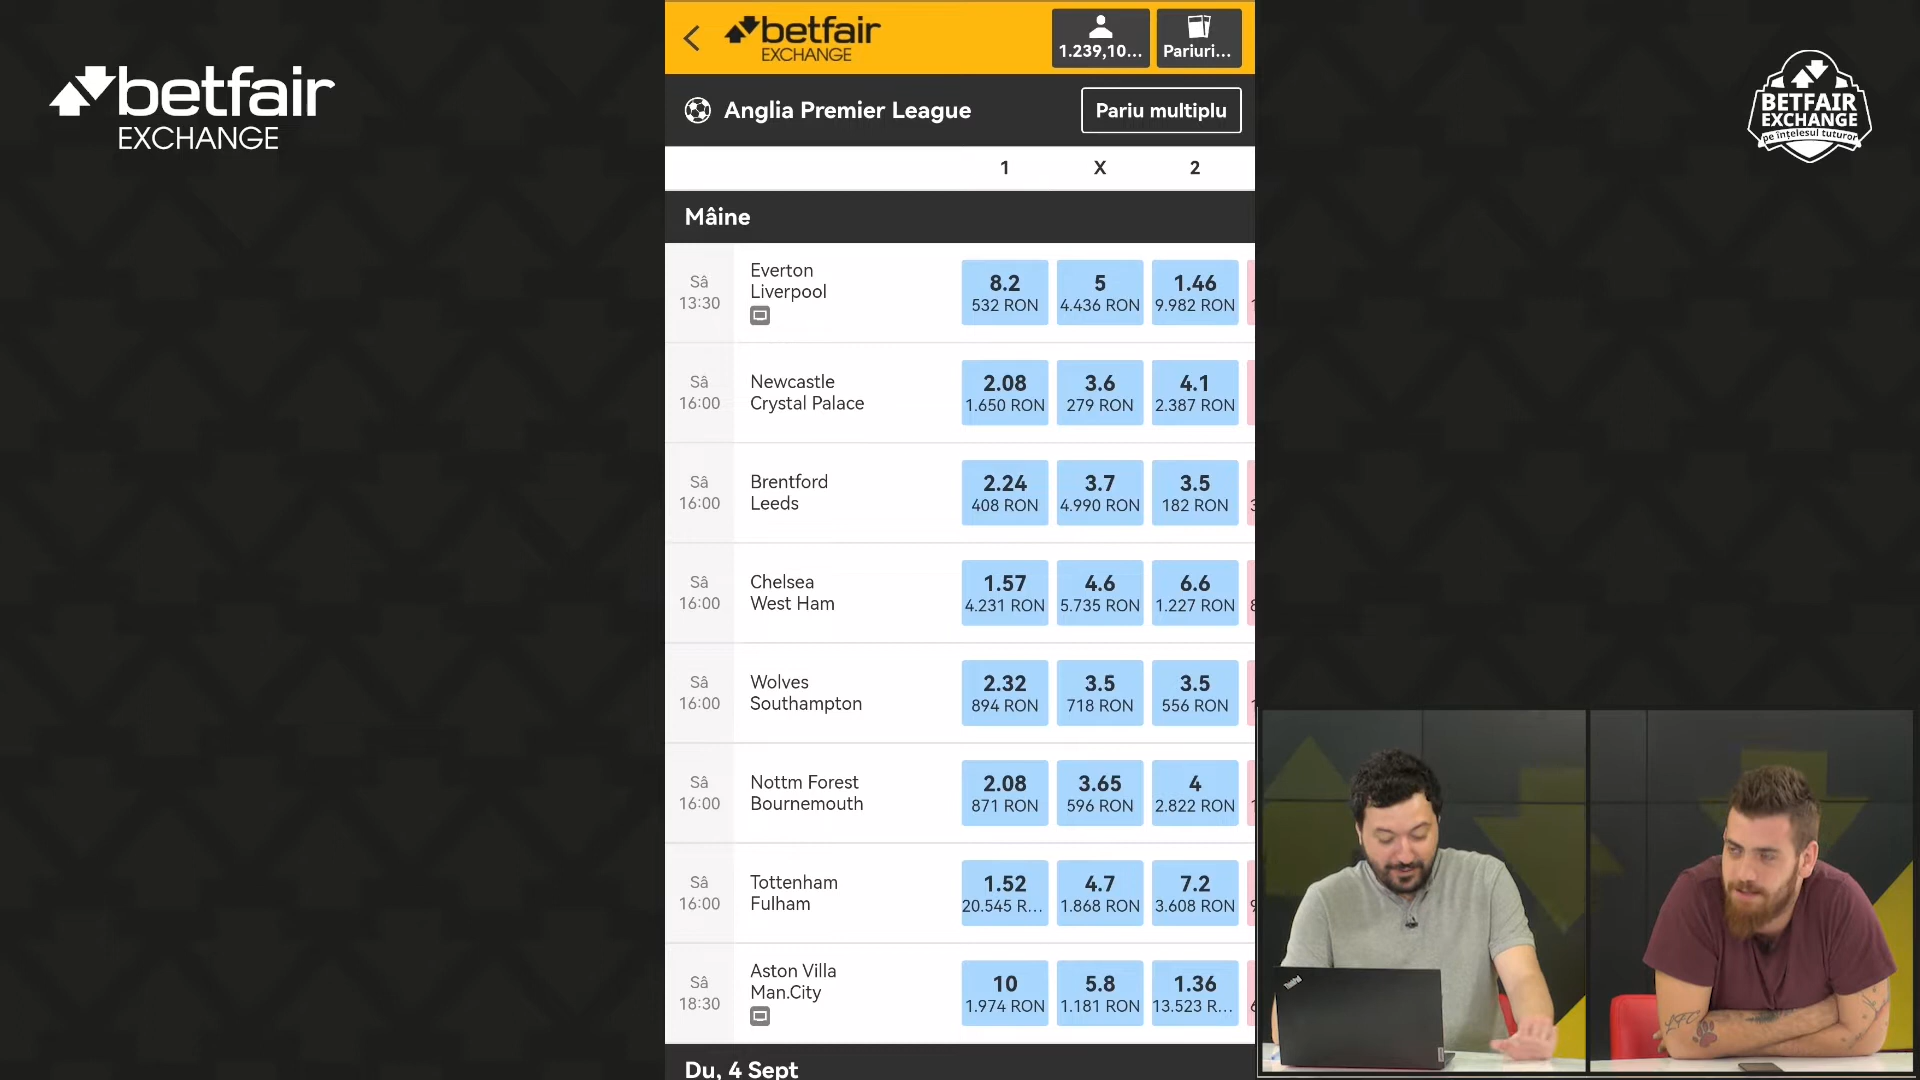 betfair
EXCHANGE
betfair
EXCHANGE
1.239,10...
Pariuri...
BETFAIR
EXCHANGE
pe înțelesul tuturor
Anglia Premier League
Pariu multiplu
1 X 2
Mâine
Sâ
13:30
Everton
Liverpool
8.2 5 1.46
532 RON 4.436 RON 9.982 RON
Sâ
16:00
Newcastle
Crystal Palace
2.08 3.6 4.1
1.650 RON 279 RON 2.387 RON
Sâ
16:00
Brentford
Leeds
2.24 3.7 3.5
408 RON 4.990 RON 182 RON
Sâ
16:00
Chelsea
West Ham
1.57 4.6 6.6
4.231 RON 5.735 RON 1.227 RON
Sâ
16:00
Wolves
Southampton
2.32 3.5 3.5
894 RON 718 RON 556 RON
Sâ
16:00
Nottm Forest
Bournemouth
2.08 3.65 4
871 RON 596 RON 2.822 RON
Sâ
16:00
Tottenham
Fulham
1.52 4.7 7.2
20.545 R... 1.868 RON 3.608 RON
Sâ
18:30
Aston Villa
Man.City
10 5.8 1.36
1.974 RON 1.181 RON 13.523 R...
Du, 4 Sept